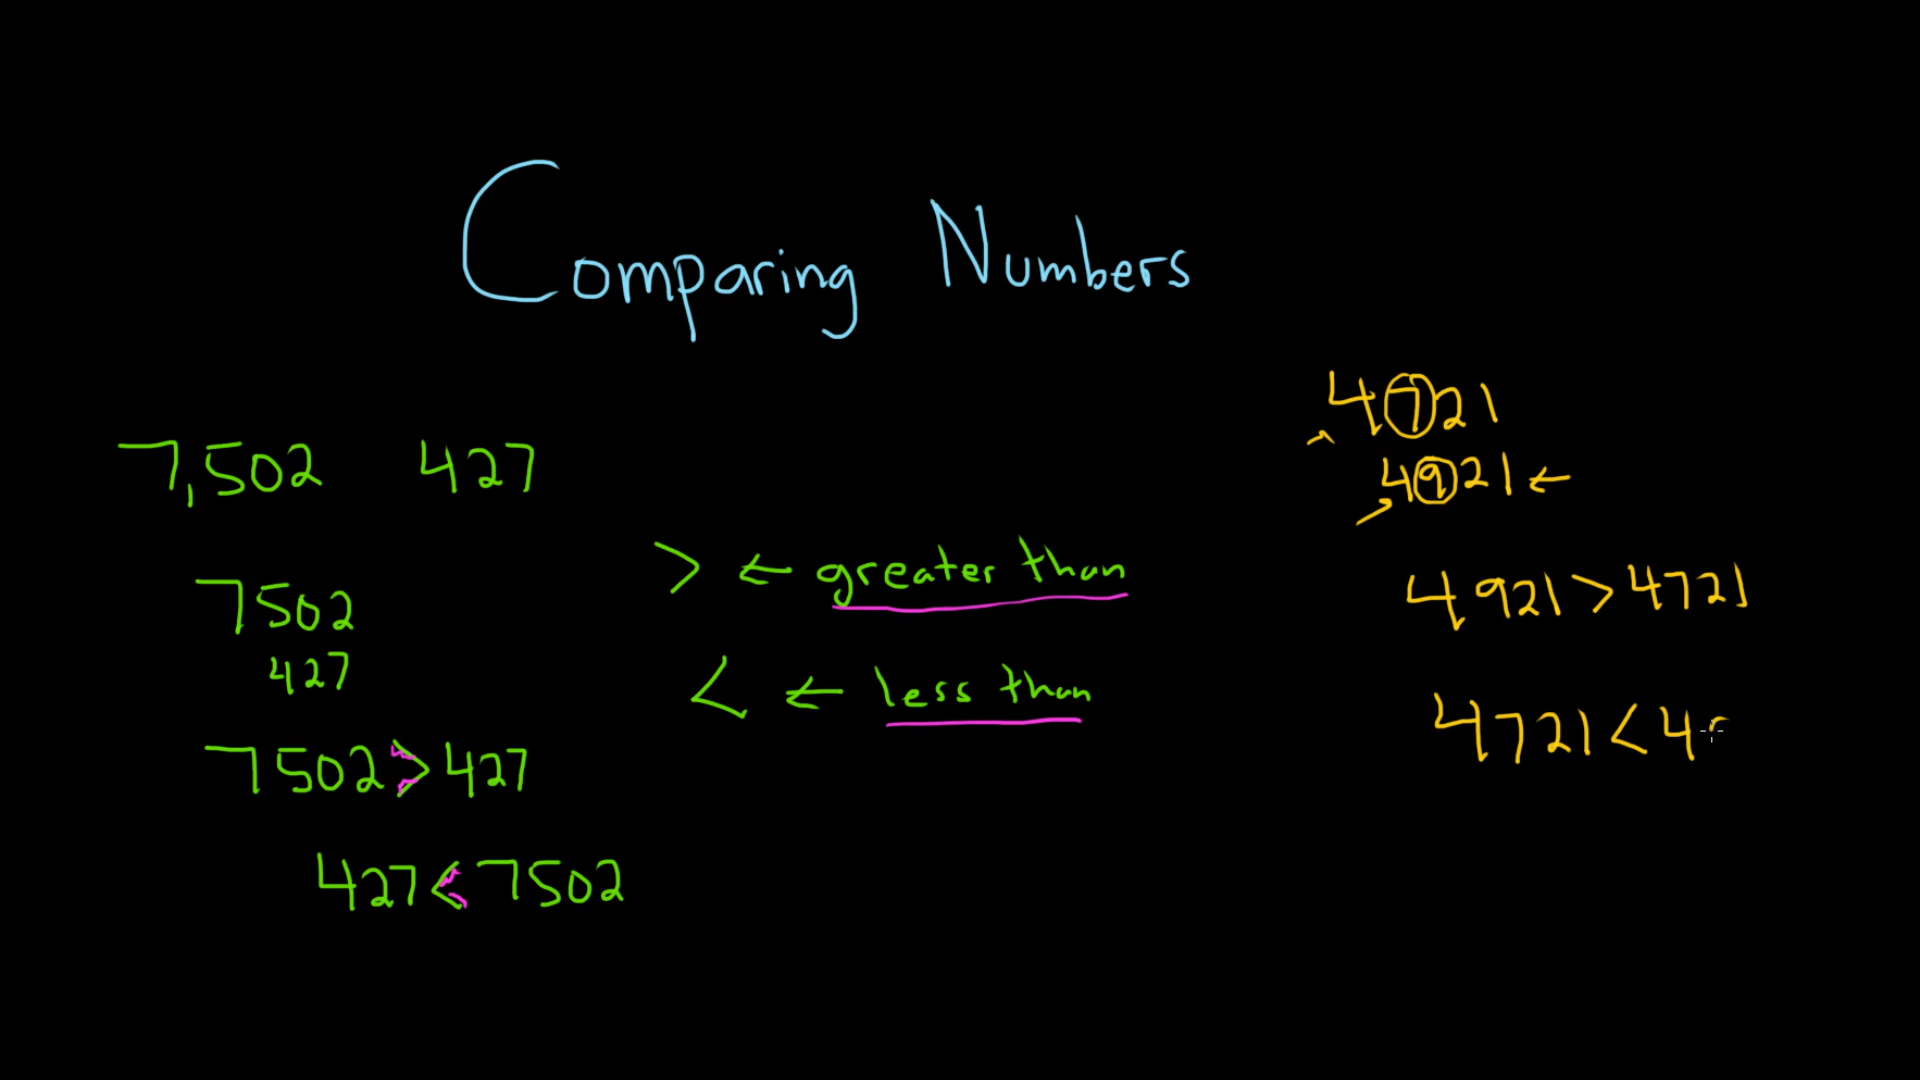 Comparing Numbers
7,502 427
7502
427
7502 > 427
427 < 7502
> ← greater than
< ← less than
4721
4921 ←
4921 > 4721
4721 < 4